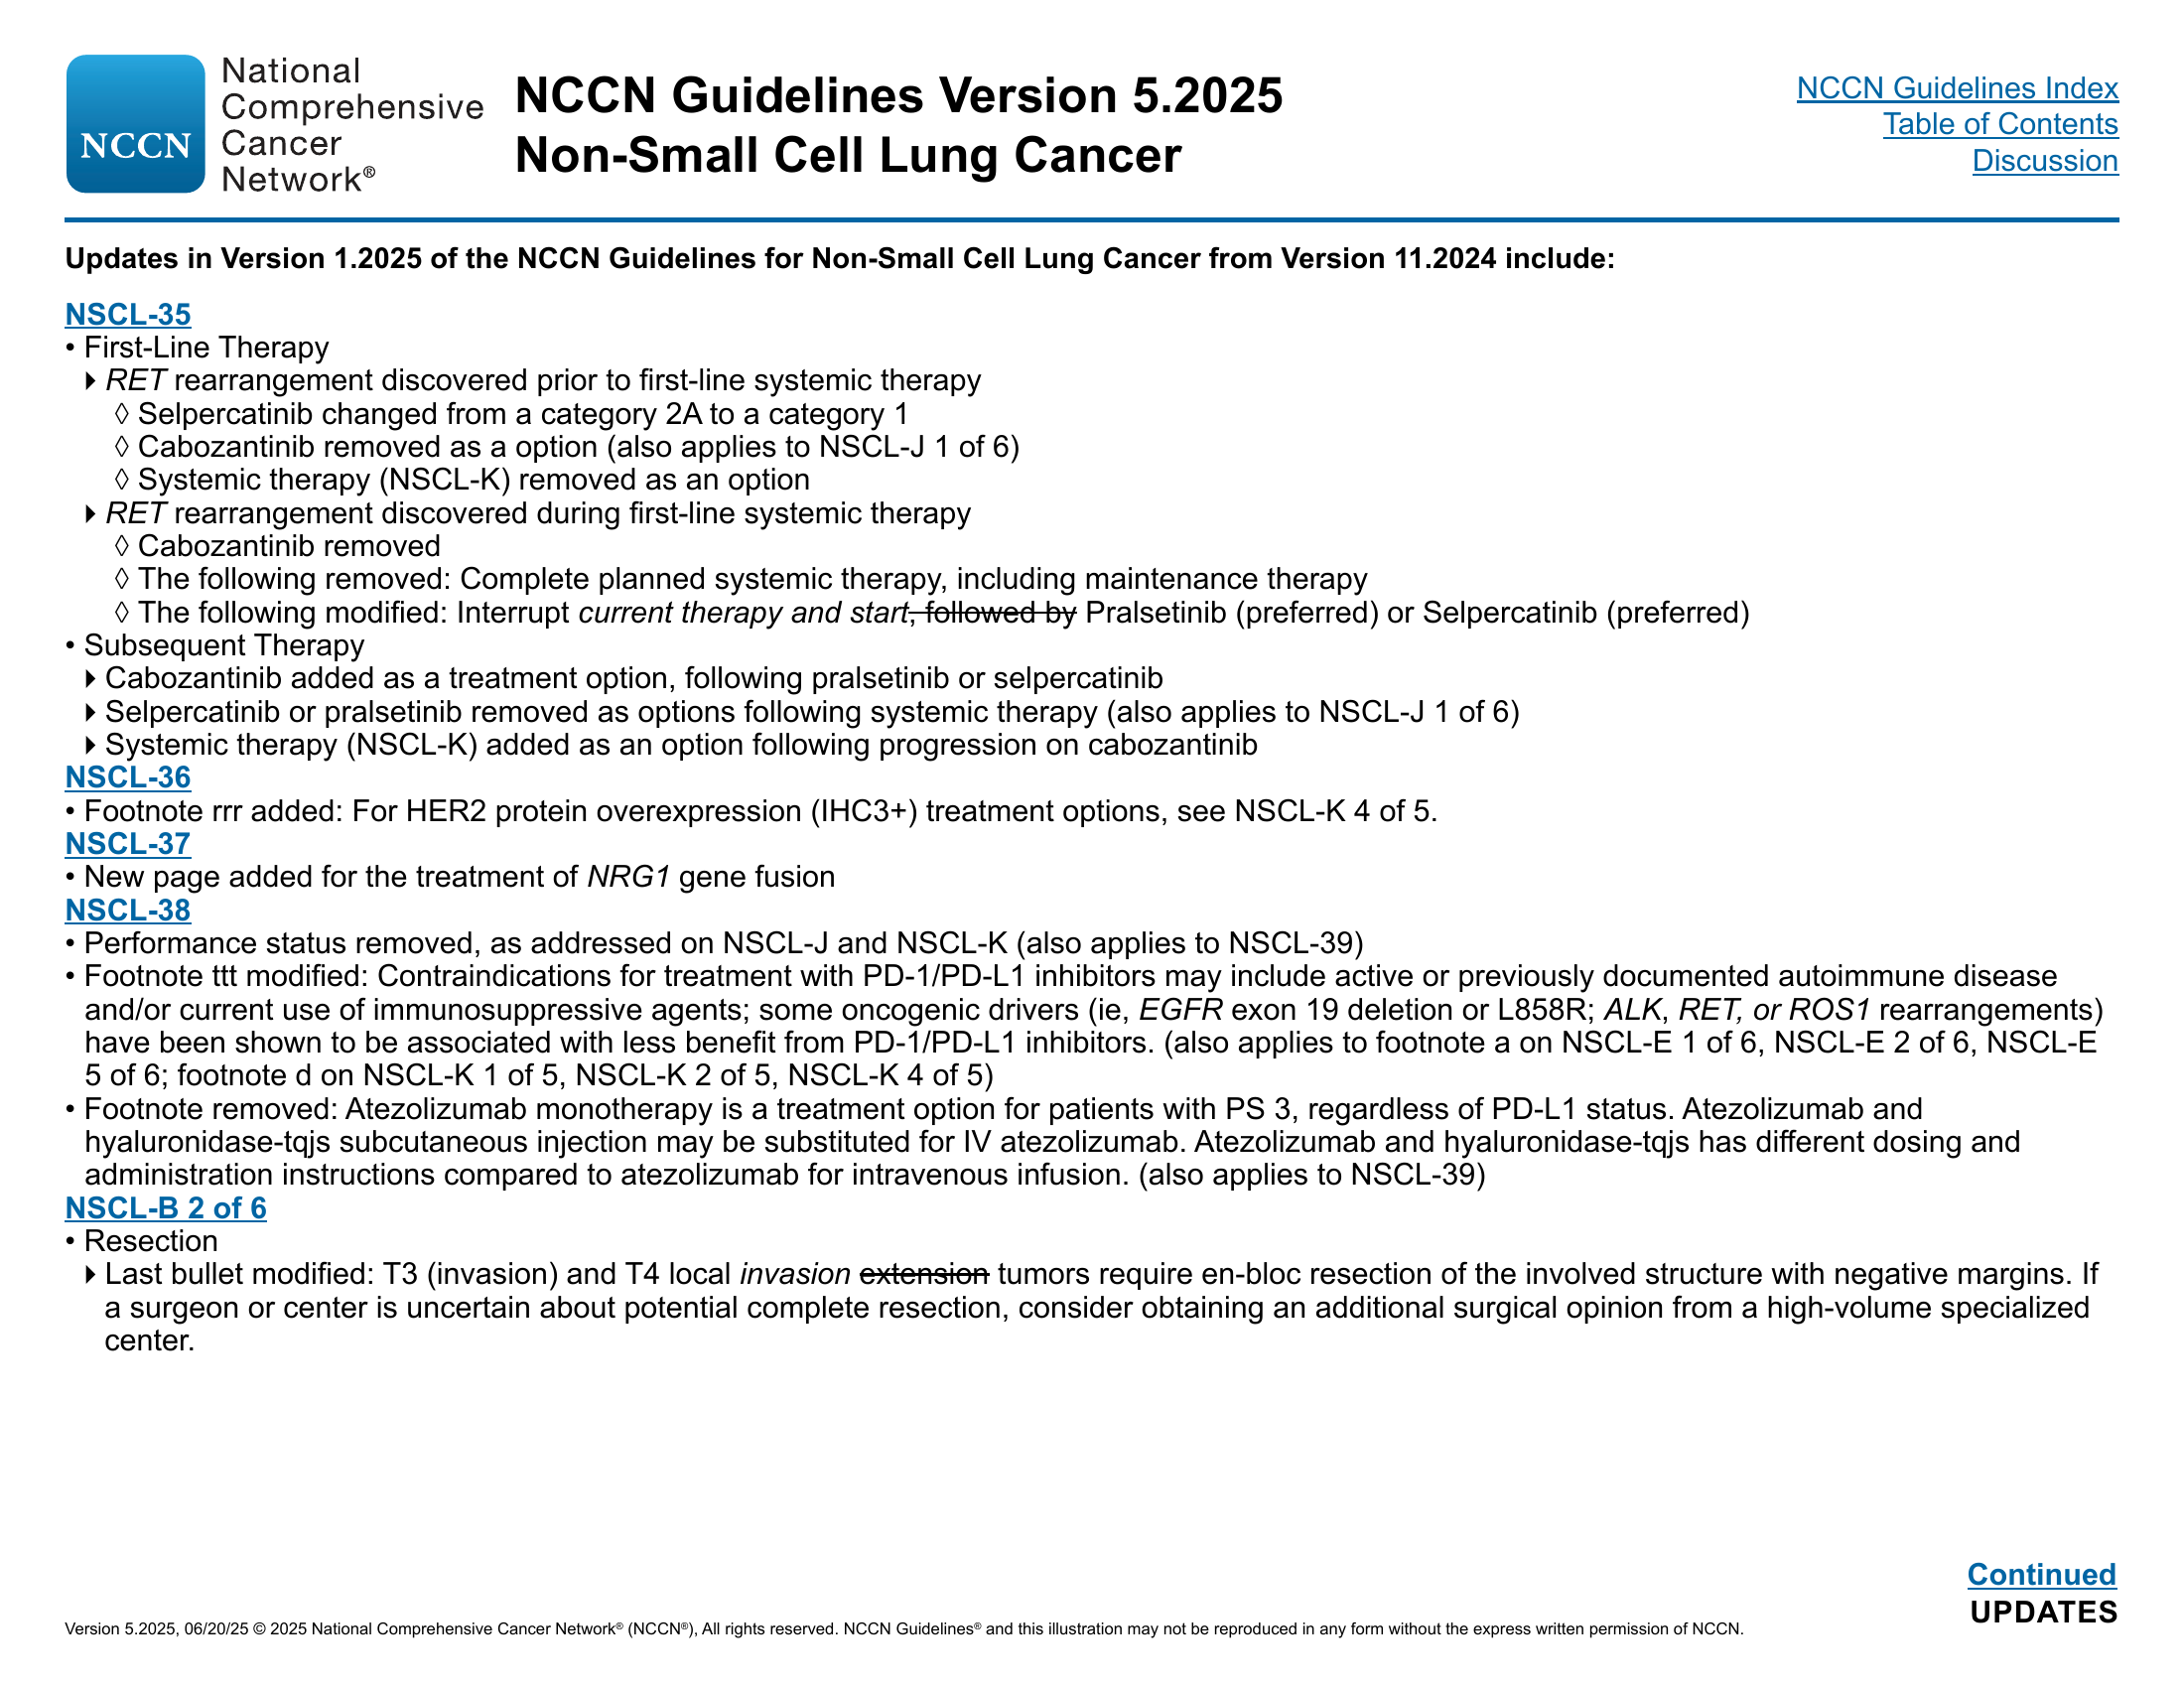 National
Comprehensive
NCCN Cancer
Network®
NCCN Guidelines Version 5.2025
Non-Small Cell Lung Cancer
NCCN Guidelines Index
Table of Contents
Discussion
Updates in Version 1.2025 of the NCCN Guidelines for Non-Small Cell Lung Cancer from Version 11.2024 include:
NSCL-35
• First-Line Therapy
▸ RET rearrangement discovered prior to first-line systemic therapy
◊ Selpercatinib changed from a category 2A to a category 1
◊ Cabozantinib removed as a option (also applies to NSCL-J 1 of 6)
◊ Systemic therapy (NSCL-K) removed as an option
▸ RET rearrangement discovered during first-line systemic therapy
◊ Cabozantinib removed
◊ The following removed: Complete planned systemic therapy, including maintenance therapy
◊ The following modified: Interrupt current therapy and start, followed by Pralsetinib (preferred) or Selpercatinib (preferred)
• Subsequent Therapy
▸ Cabozantinib added as a treatment option, following pralsetinib or selpercatinib
▸ Selpercatinib or pralsetinib removed as options following systemic therapy (also applies to NSCL-J 1 of 6)
▸ Systemic therapy (NSCL-K) added as an option following progression on cabozantinib
NSCL-36
• Footnote rrr added: For HER2 protein overexpression (IHC3+) treatment options, see NSCL-K 4 of 5.
NSCL-37
• New page added for the treatment of NRG1 gene fusion
NSCL-38
• Performance status removed, as addressed on NSCL-J and NSCL-K (also applies to NSCL-39)
• Footnote ttt modified: Contraindications for treatment with PD-1/PD-L1 inhibitors may include active or previously documented autoimmune disease
and/or current use of immunosuppressive agents; some oncogenic drivers (ie, EGFR exon 19 deletion or L858R; ALK, RET, or ROS1 rearrangements)
have been shown to be associated with less benefit from PD-1/PD-L1 inhibitors. (also applies to footnote a on NSCL-E 1 of 6, NSCL-E 2 of 6, NSCL-E
5 of 6; footnote d on NSCL-K 1 of 5, NSCL-K 2 of 5, NSCL-K 4 of 5)
• Footnote removed: Atezolizumab monotherapy is a treatment option for patients with PS 3, regardless of PD-L1 status. Atezolizumab and
hyaluronidase-tqjs subcutaneous injection may be substituted for IV atezolizumab. Atezolizumab and hyaluronidase-tqjs has different dosing and
administration instructions compared to atezolizumab for intravenous infusion. (also applies to NSCL-39)
NSCL-B 2 of 6
• Resection
▸ Last bullet modified: T3 (invasion) and T4 local invasion extension tumors require en-bloc resection of the involved structure with negative margins. If
a surgeon or center is uncertain about potential complete resection, consider obtaining an additional surgical opinion from a high-volume specialized
center.
Continued
UPDATES
Version 5.2025, 06/20/25 © 2025 National Comprehensive Cancer Network® (NCCN®), All rights reserved. NCCN Guidelines® and this illustration may not be reproduced in any form without the express written permission of NCCN.